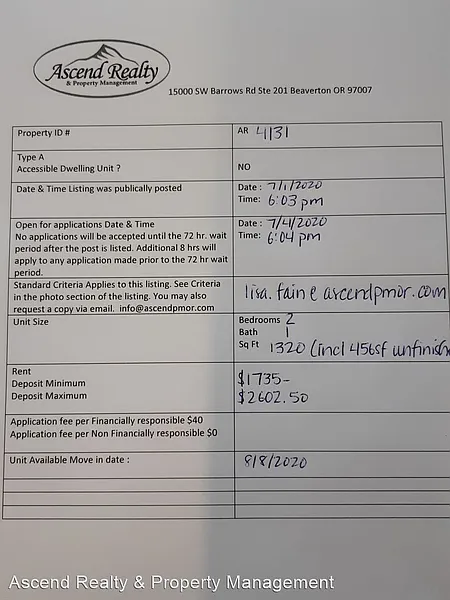 Ascend Realty
& Property Management
15000 SW Barrows Rd Ste 201 Beaverton OR 97007
Property ID #
AR 4131
Type A
Accessible Dwelling Unit ?
NO
Date & Time Listing was publically posted
Date : 7/1/2020
Time: 6:03 pm
Open for applications Date & Time
No applications will be accepted until the 72 hr. wait
period after the post is listed. Additional 8 hrs will
apply to any application made prior to the 72 hr wait
period.
Date : 7/4/2020
Time: 6:04 pm
Standard Criteria Applies to this listing. See Criteria
in the photo section of the listing. You may also
request a copy via email. info@ascendpmor.com
lisa.fain@ascendpmor.com
Unit Size
Bedrooms 2
Bath 1
Sq Ft 1320 (incl 456sf unfinish
Rent
Deposit Minimum
Deposit Maximum
$1735-
$2602.50
Application fee per Financially responsible $40
Application fee per Non Financially responsible $0
Unit Available Move in date :
8/8/2020
Ascend Realty & Property Management